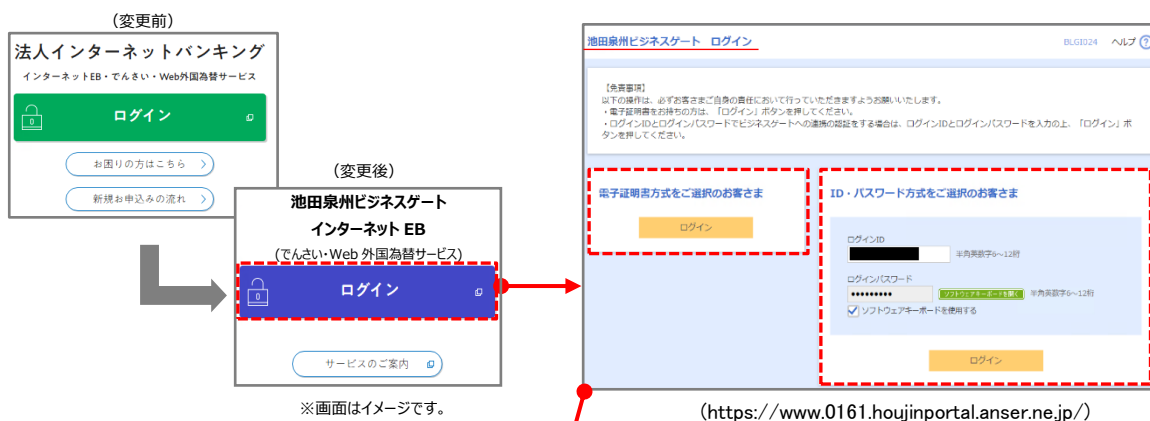 （変更前）
法人インターネットバンキング
インターネットEB・でんさい・Web外国為替サービス
ログイン
お困りの方はこちら
新規お申込みの流れ
（変更後）
池田泉州ビジネスゲート
インターネット EB
(でんさい・Web 外国為替サービス)
ログイン
サービスのご案内
※画面はイメージです。
池田泉州ビジネスゲート ログイン
BLGI024 ヘルプ ?
【免責事項】
以下の操作は、必ずお客さまご自身の責任において行っていただきますようお願いいたします。
・電子証明書をお持ちの方は、「ログイン」ボタンを押してください。
・ログインIDとログインパスワードでビジネスゲートへの連携の認証をする場合は、ログインIDとログインパスワードを入力の上、「ログイン」ボ
タンを押してください。
電子証明書方式をご選択のお客さま
ログイン
ID・パスワード方式をご選択のお客さま
ログインID
半角英数字6～12桁
ログインパスワード
●●●●●●●●● ソフトウェアキーボードを開く 半角英数字6～12桁
ソフトウェアキーボードを使用する
ログイン
（https://www.0161.houjinportal.anser.ne.jp/）